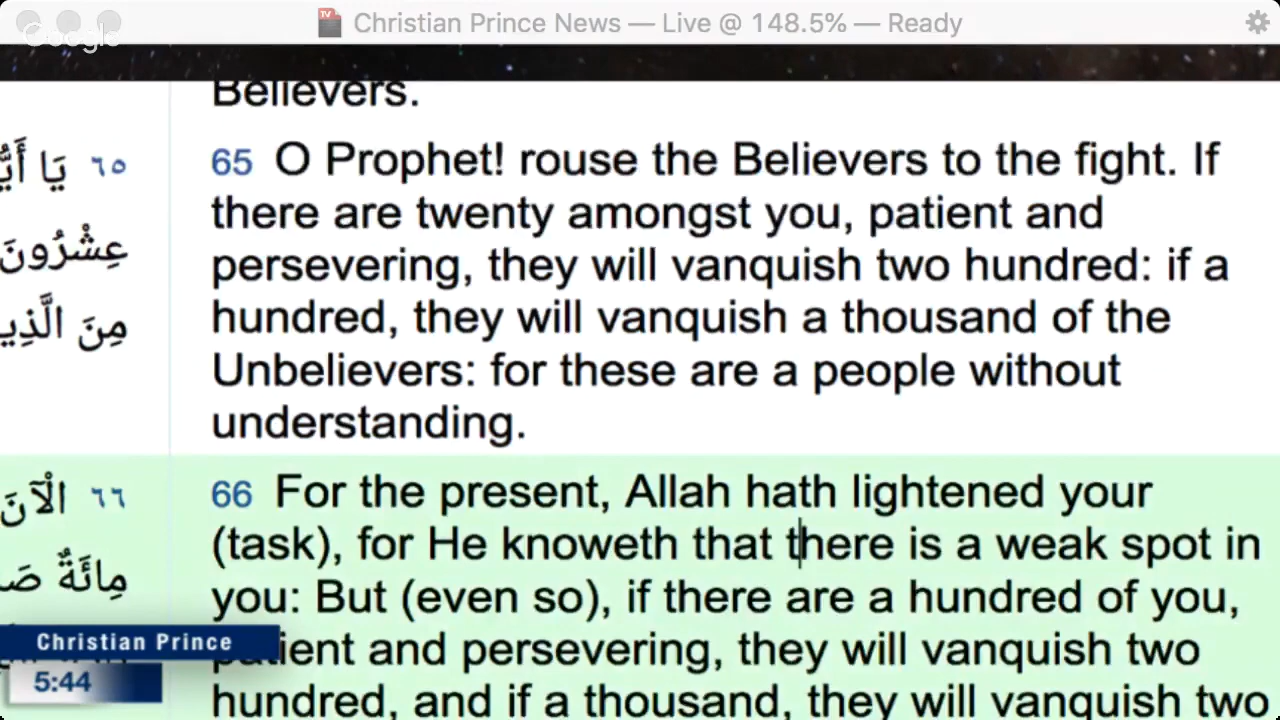 Christian Prince News — Live @ 148.5% — Ready
Google
Believers.
65 O Prophet! rouse the Believers to the fight. If
there are twenty amongst you, patient and
persevering, they will vanquish two hundred: if a
hundred, they will vanquish a thousand of the
Unbelievers: for these are a people without
understanding.
٦٥ يَا
عِشْرُونَ
مِنَ
66 For the present, Allah hath lightened your
(task), for He knoweth that there is a weak spot in
you: But (even so), if there are a hundred of you,
patient and persevering, they will vanquish two
hundred, and if a thousand, they will vanquish two
٦٦ الْآنَ
مِائَةٌ
Christian Prince
5:44